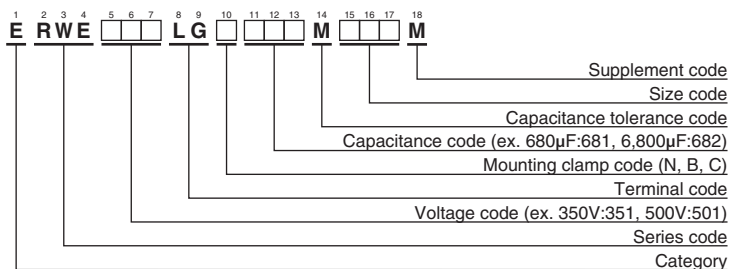 1 2 3 4 5 6 7 8 9 10 11 12 13 14 15 16 17 18
E RWE □□□ LG □ □□□ M □□□ M
Supplement code
Size code
Capacitance tolerance code
Capacitance code (ex. 680µF:681, 6,800µF:682)
Mounting clamp code (N, B, C)
Terminal code
Voltage code (ex. 350V:351, 500V:501)
Series code
Category